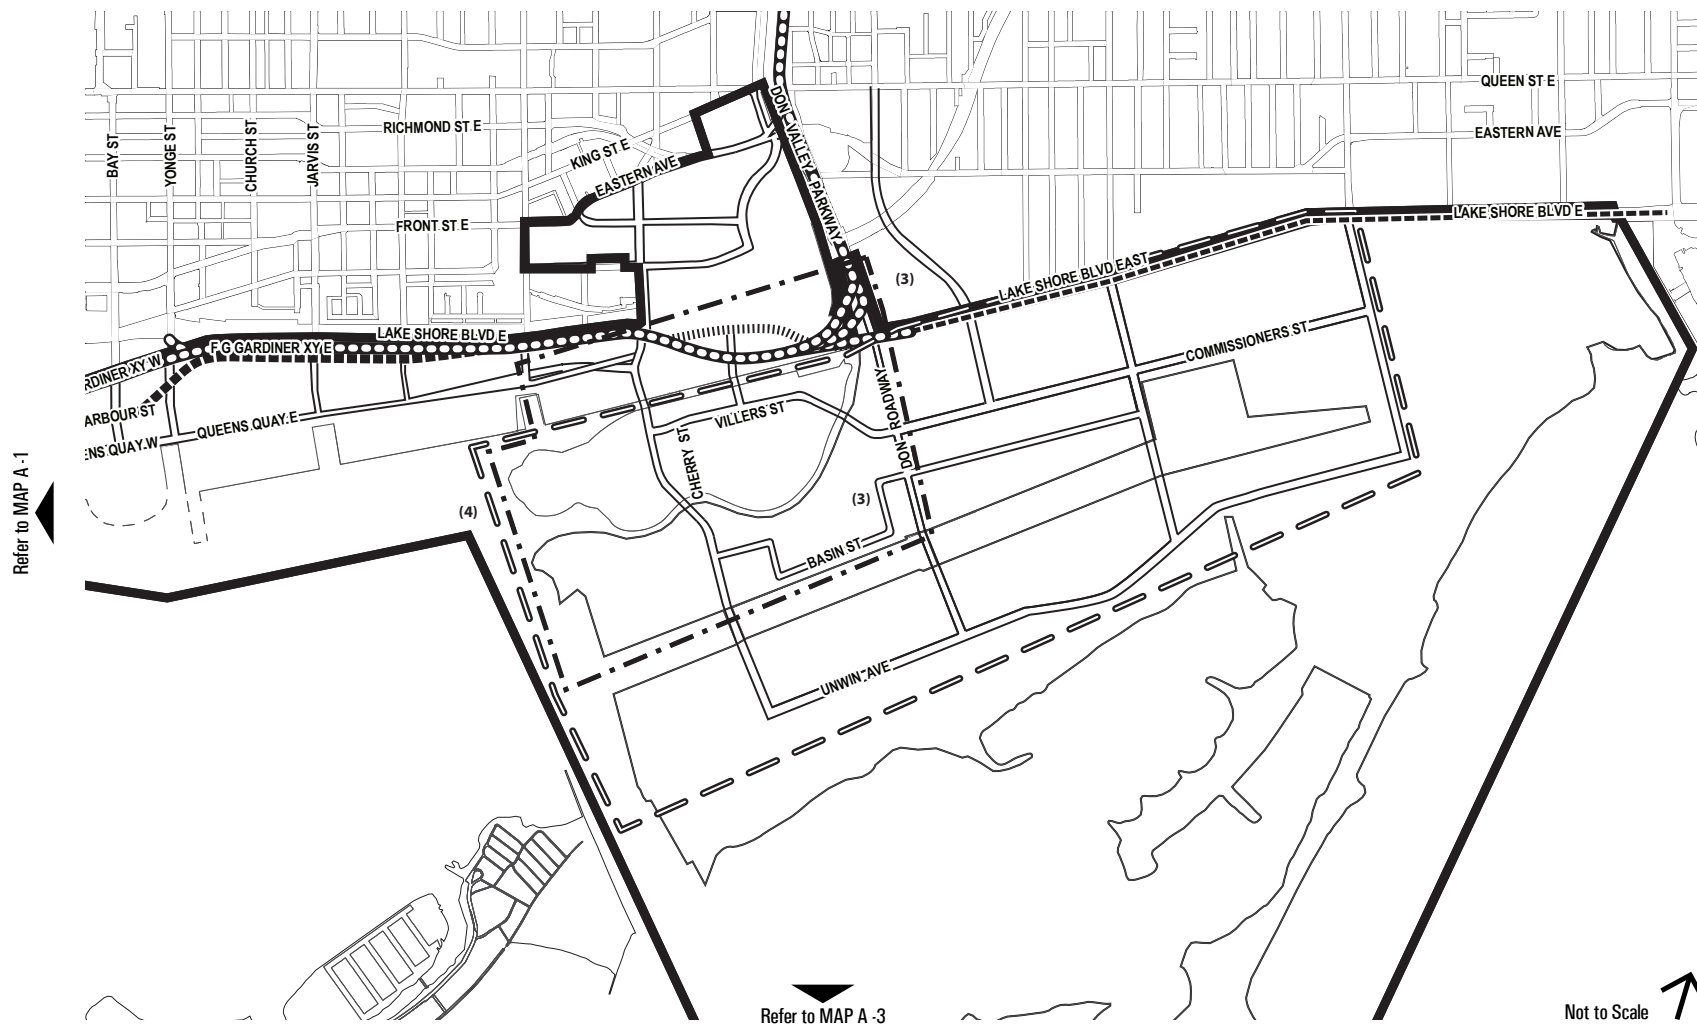 QUEEN ST E
RICHMOND ST E
EASTERN AVE
BAY ST
YONGE ST
CHURCH ST
JARVIS ST
KING ST E
EASTERN AVE
DON VALLEY PARKWAY
FRONT ST E
LAKE SHORE BLVD E
(3)
LAKE SHORE BLVD EAST
LAKE SHORE BLVD E
F G GARDINER XY E
RDINER XY W
COMMISSIONERS ST
ARBOUR ST
QUEENS QUAY E
ENS QUAY W
VILLERS ST
DON ROADWAY
CHERRY ST
(3)
(4)
BASIN ST
UNWIN AVE
Refer to MAP A -1
Refer to MAP A -3
Not to Scale